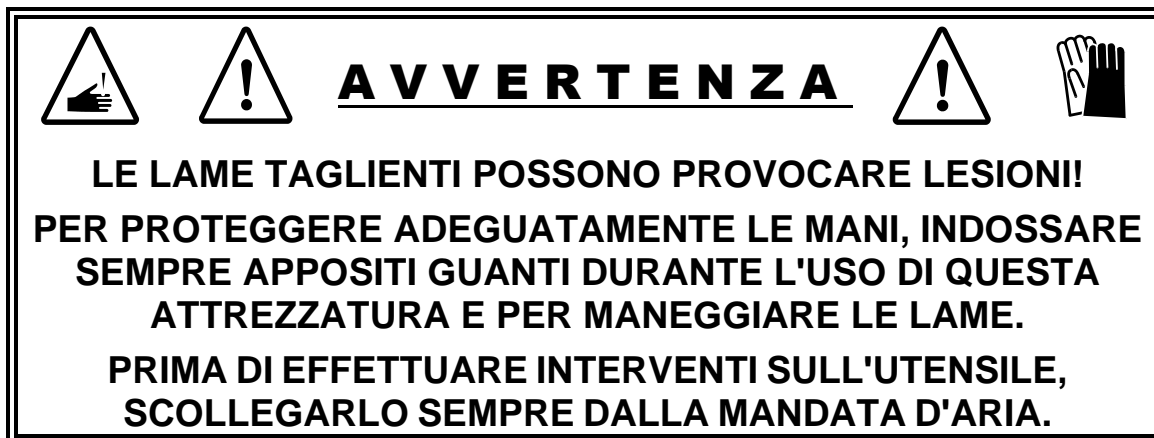 AVVERTENZA
LE LAME TAGLIENTI POSSONO PROVOCARE LESIONI!
PER PROTEGGERE ADEGUATAMENTE LE MANI, INDOSSARE
SEMPRE APPOSITI GUANTI DURANTE L'USO DI QUESTA
ATTREZZATURA E PER MANEGGIARE LE LAME.
PRIMA DI EFFETTUARE INTERVENTI SULL'UTENSILE,
SCOLLEGARLO SEMPRE DALLA MANDATA D'ARIA.